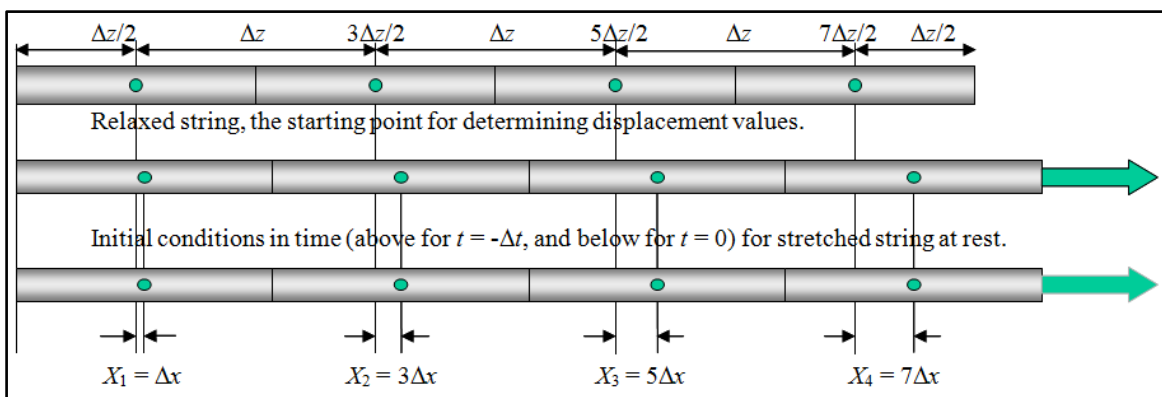 Δz/2 Δz 3Δz/2 Δz 5Δz/2 Δz 7Δz/2 Δz/2
Relaxed string, the starting point for determining displacement values.
Initial conditions in time (above for t = -Δt, and below for t = 0) for stretched string at rest.
X₁ = Δx X₂ = 3Δx X₃ = 5Δx X₄ = 7Δx